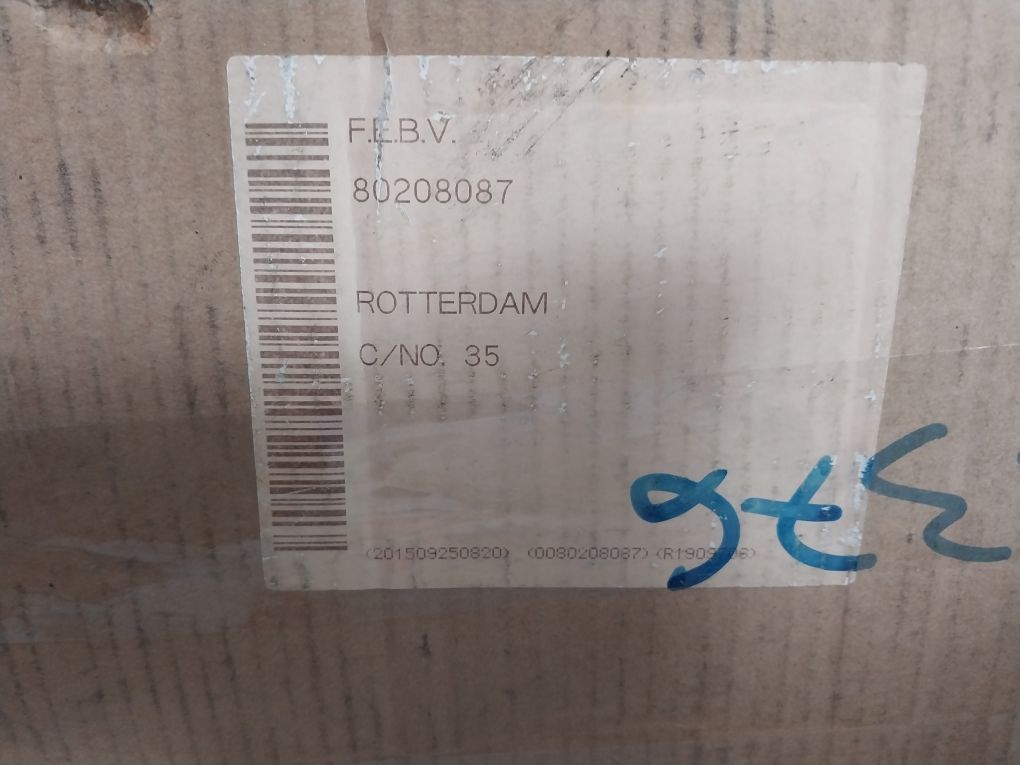 F.E.B.V.
80208087
ROTTERDAM
C/NO. 35
(201509250820) (0080208087)